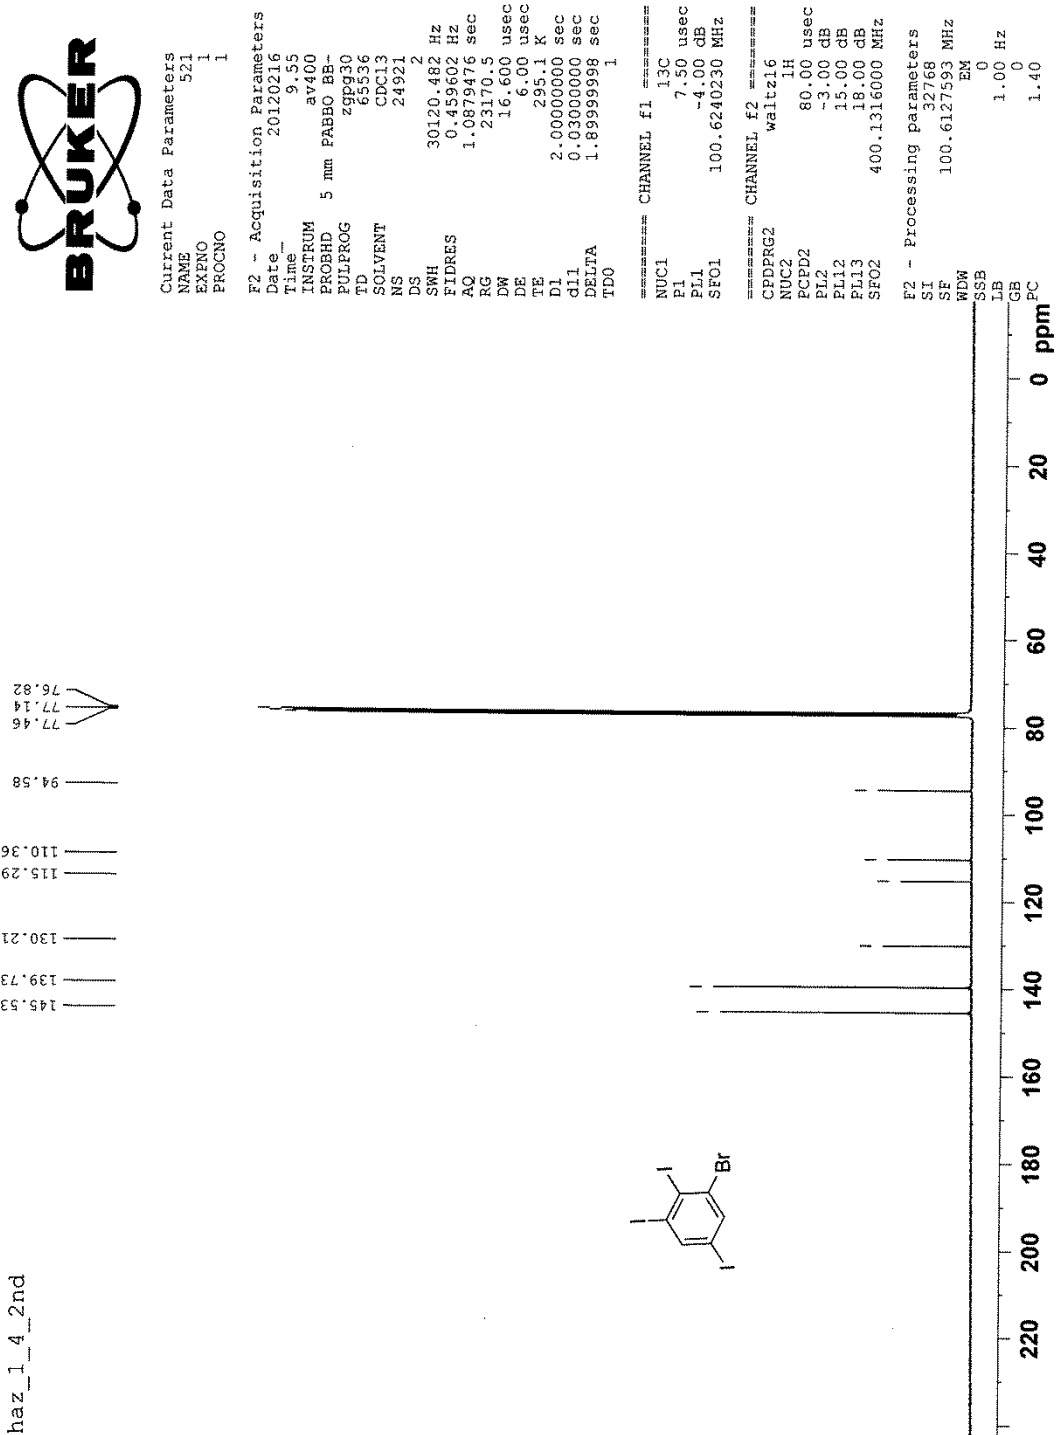 haz_1_4_2nd
145.53
139.73
130.21
115.29
110.36
94.58
77.46
77.14
76.82
BRUKER
Current Data Parameters
NAME 521
EXPNO 1
PROCNO 1
F2 - Acquisition Parameters
Date_ 20120216
Time 9.55
INSTRUM av400
PROBHD 5 mm PABBO BB-
PULPROG zgpg30
TD 65536
SOLVENT CDCl3
NS 24921
DS 2
SWH 30120.482 Hz
FIDRES 0.459602 Hz
AQ 1.0879476 sec
RG 23170.5
DW 16.600 usec
DE 6.00 usec
TE 295.1 K
D1 2.00000000 sec
d11 0.03000000 sec
DELTA 1.89999998 sec
TD0 1
======== CHANNEL f1 ========
NUC1 13C
P1 7.50 usec
PL1 -4.00 dB
SFO1 100.6240230 MHz
======== CHANNEL f2 ========
CPDPRG2 waltz16
NUC2 1H
PCPD2 80.00 usec
PL2 -3.00 dB
PL12 15.00 dB
PL13 18.00 dB
SFO2 400.1316000 MHz
F2 - Processing parameters
SI 32768
SF 100.6127593 MHz
WDW EM
SSB 0
LB 1.00 Hz
GB 0
PC 1.40
I
I
I
Br
220 200 180 160 140 120 100 80 60 40 20 0 ppm